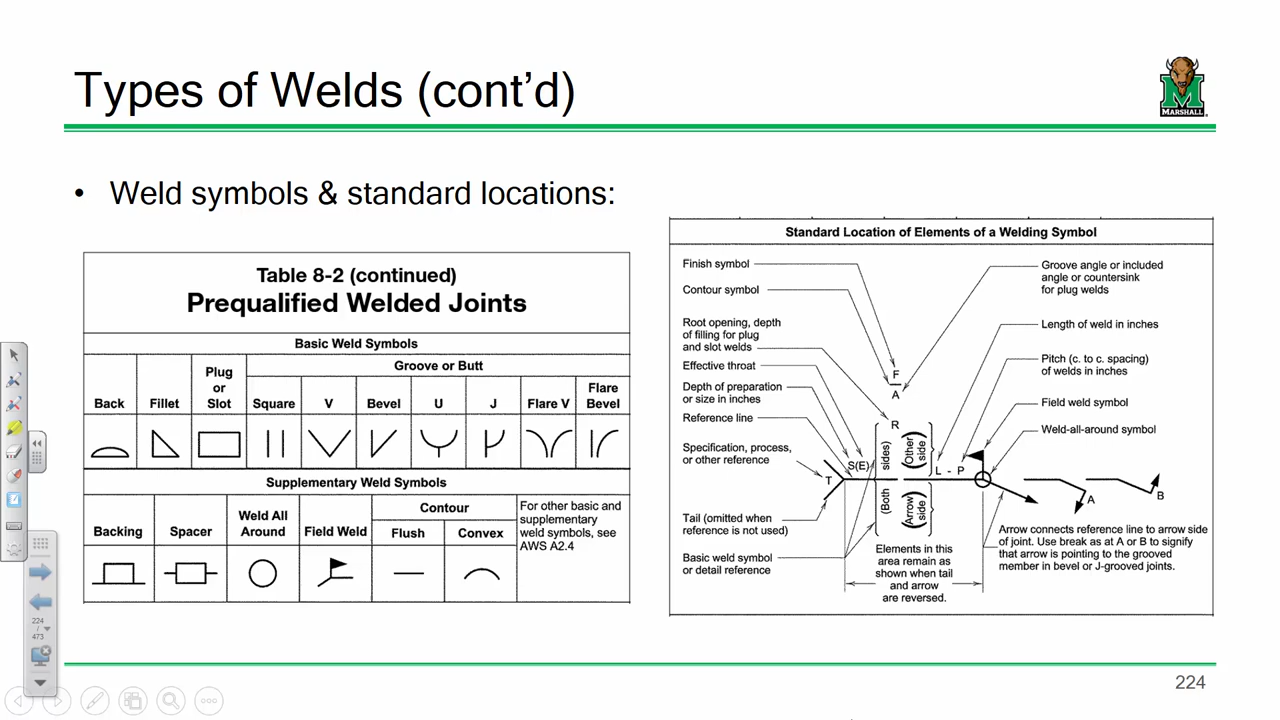 Types of Welds (cont’d)
MARSHALL
• Weld symbols & standard locations:
Table 8-2 (continued)
Prequalified Welded Joints
Basic Weld Symbols
Back
Fillet
Plug
or
Slot
Groove or Butt
Square
V
Bevel
U
J
Flare V
Flare
Bevel
Supplementary Weld Symbols
Backing
Spacer
Weld All
Around
Field Weld
Contour
Flush
Convex
For other basic and
supplementary
weld symbols, see
AWS A2.4
Standard Location of Elements of a Welding Symbol
Finish symbol
Contour symbol
Root opening, depth
of filling for plug
and slot welds
Effective throat
Depth of preparation
or size in inches
Reference line
Specification, process,
or other reference
Tail (omitted when
reference is not used)
Basic weld symbol
or detail reference
F
A
R
S(E)
T
(Both
sides)
(Other
side)
(Arrow
side)
L - P
A
B
Groove angle or included
angle or countersink
for plug welds
Length of weld in inches
Pitch (c. to c. spacing)
of welds in inches
Field weld symbol
Weld-all-around symbol
Elements in this
area remain as
shown when tail
and arrow
are reversed.
Arrow connects reference line to arrow side
of joint. Use break as at A or B to signify
that arrow is pointing to the grooved
member in bevel or J-grooved joints.
224
/
473
224